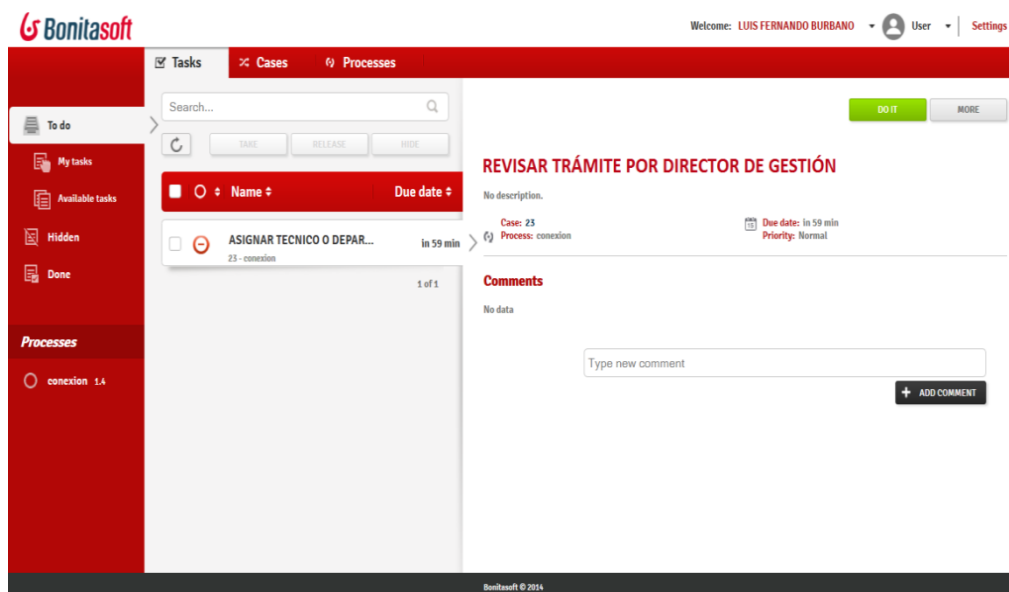 Bonitasoft
Welcome: LUIS FERNANDO BURBANO User Settings
Tasks Cases Processes
To do
My tasks
Available tasks
Hidden
Done
Processes
conexion 1.4
Search...
TAKE RELEASE HIDE
Name Due date
ASIGNAR TECNICO O DEPAR... in 59 min
23 - conexion
1 of 1
DO IT MORE
REVISAR TRÁMITE POR DIRECTOR DE GESTIÓN
No description.
Case: 23 Due date: in 59 min
Process: conexion Priority: Normal
Comments
No data
Type new comment
+ ADD COMMENT
Bonitasoft © 2014